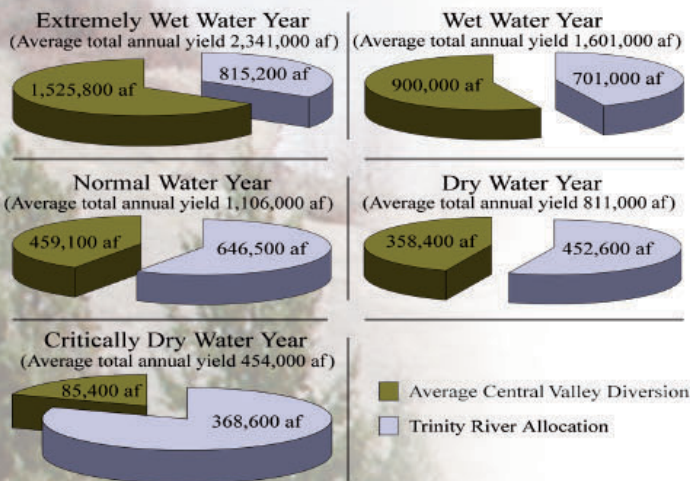 Extremely Wet Water Year
(Average total annual yield 2,341,000 af)
1,525,800 af
815,200 af
Wet Water Year
(Average total annual yield 1,601,000 af)
900,000 af
701,000 af
Normal Water Year
(Average total annual yield 1,106,000 af)
459,100 af
646,500 af
Dry Water Year
(Average total annual yield 811,000 af)
358,400 af
452,600 af
Critically Dry Water Year
(Average total annual yield 454,000 af)
85,400 af
368,600 af
Average Central Valley Diversion
Trinity River Allocation